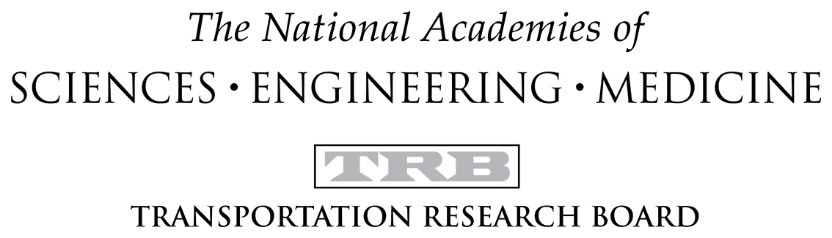 The National Academies of
SCIENCES · ENGINEERING · MEDICINE
TRB
TRANSPORTATION RESEARCH BOARD